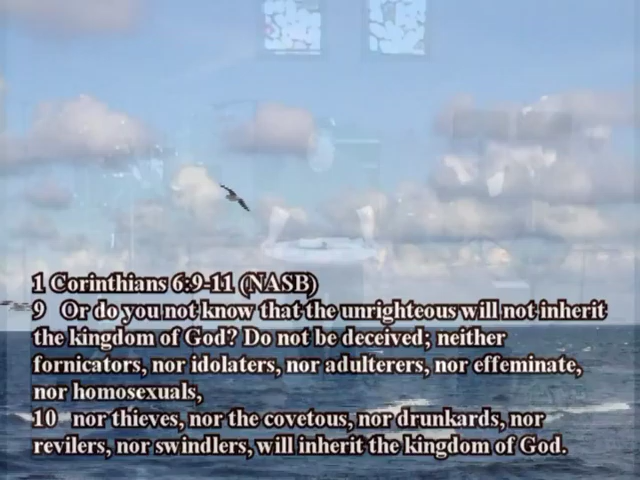 1 Corinthians 6:9-11 (NASB)
9 Or do you not know that the unrighteous will not inherit
the kingdom of God? Do not be deceived; neither
fornicators, nor idolaters, nor adulterers, nor effeminate,
nor homosexuals,
10 nor thieves, nor the covetous, nor drunkards, nor
revilers, nor swindlers, will inherit the kingdom of God.